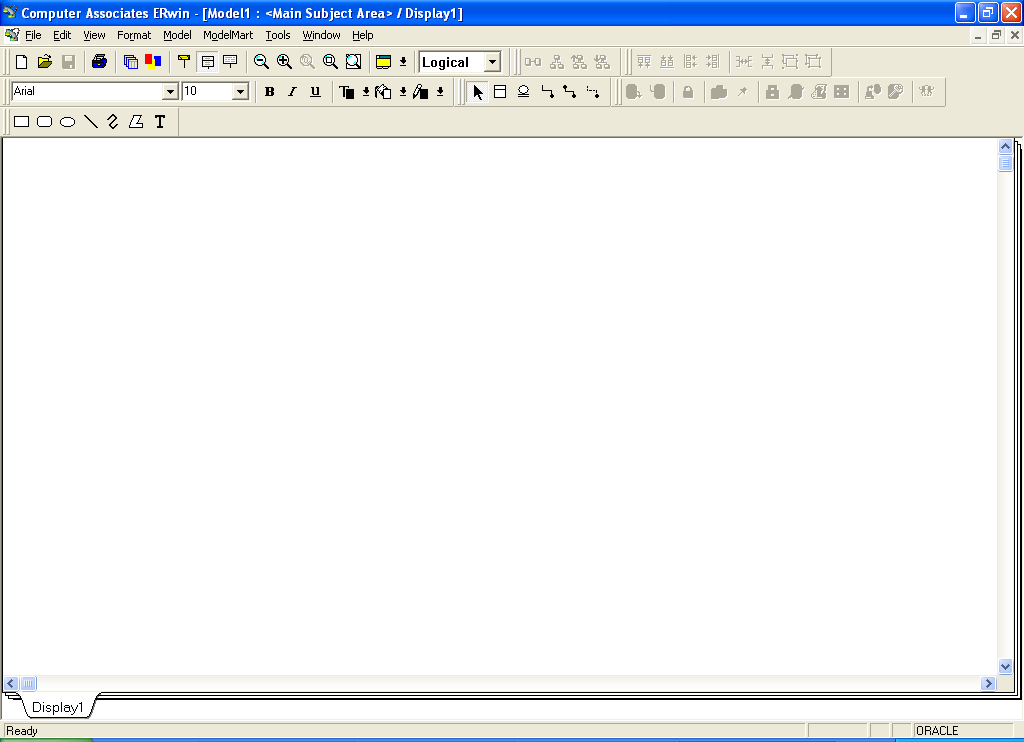 Computer Associates ERwin - [Model1 : <Main Subject Area> / Display1]
File Edit View Format Model ModelMart Tools Window Help
Logical
Arial 10 B I U
T
Display1
Ready ORACLE